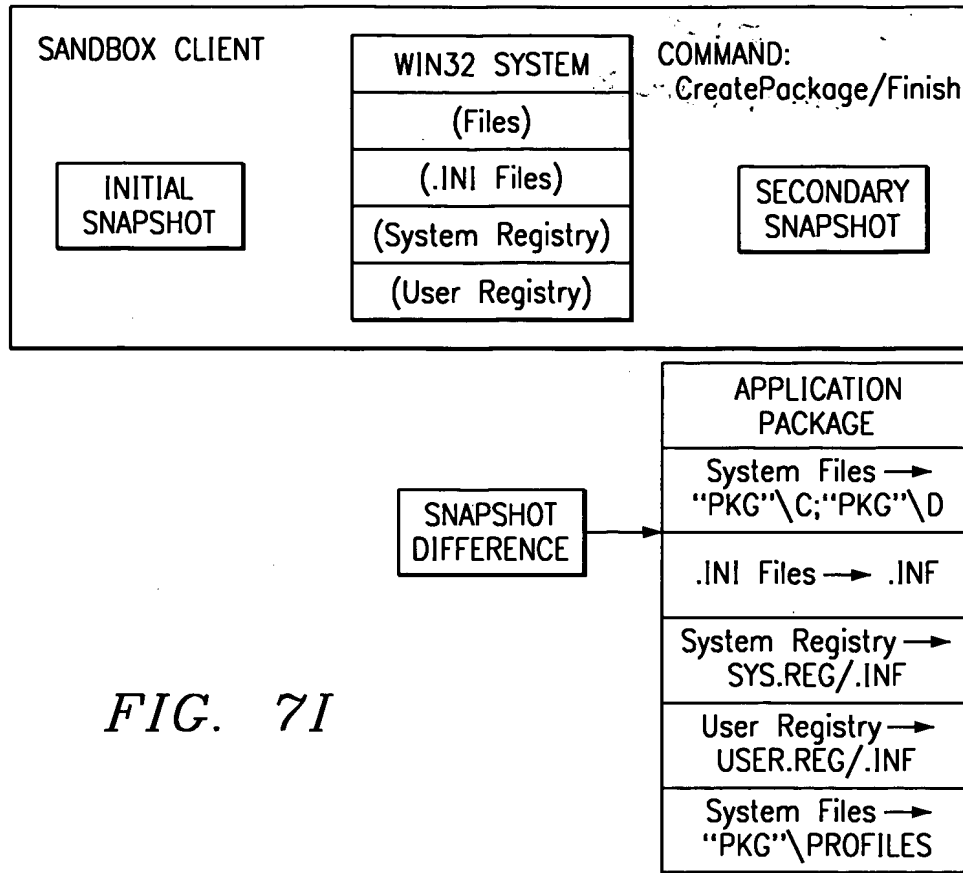 SANDBOX CLIENT
WIN32 SYSTEM
(Files)
(.INI Files)
(System Registry)
(User Registry)
COMMAND:
CreatePackage/Finish
INITIAL
SNAPSHOT
SECONDARY
SNAPSHOT
SNAPSHOT
DIFFERENCE
APPLICATION
PACKAGE
System Files →
"PKG"\C;"PKG"\D
.INI Files → .INF
System Registry →
SYS.REG/.INF
User Registry →
USER.REG/.INF
System Files →
"PKG"\PROFILES
FIG. 7I